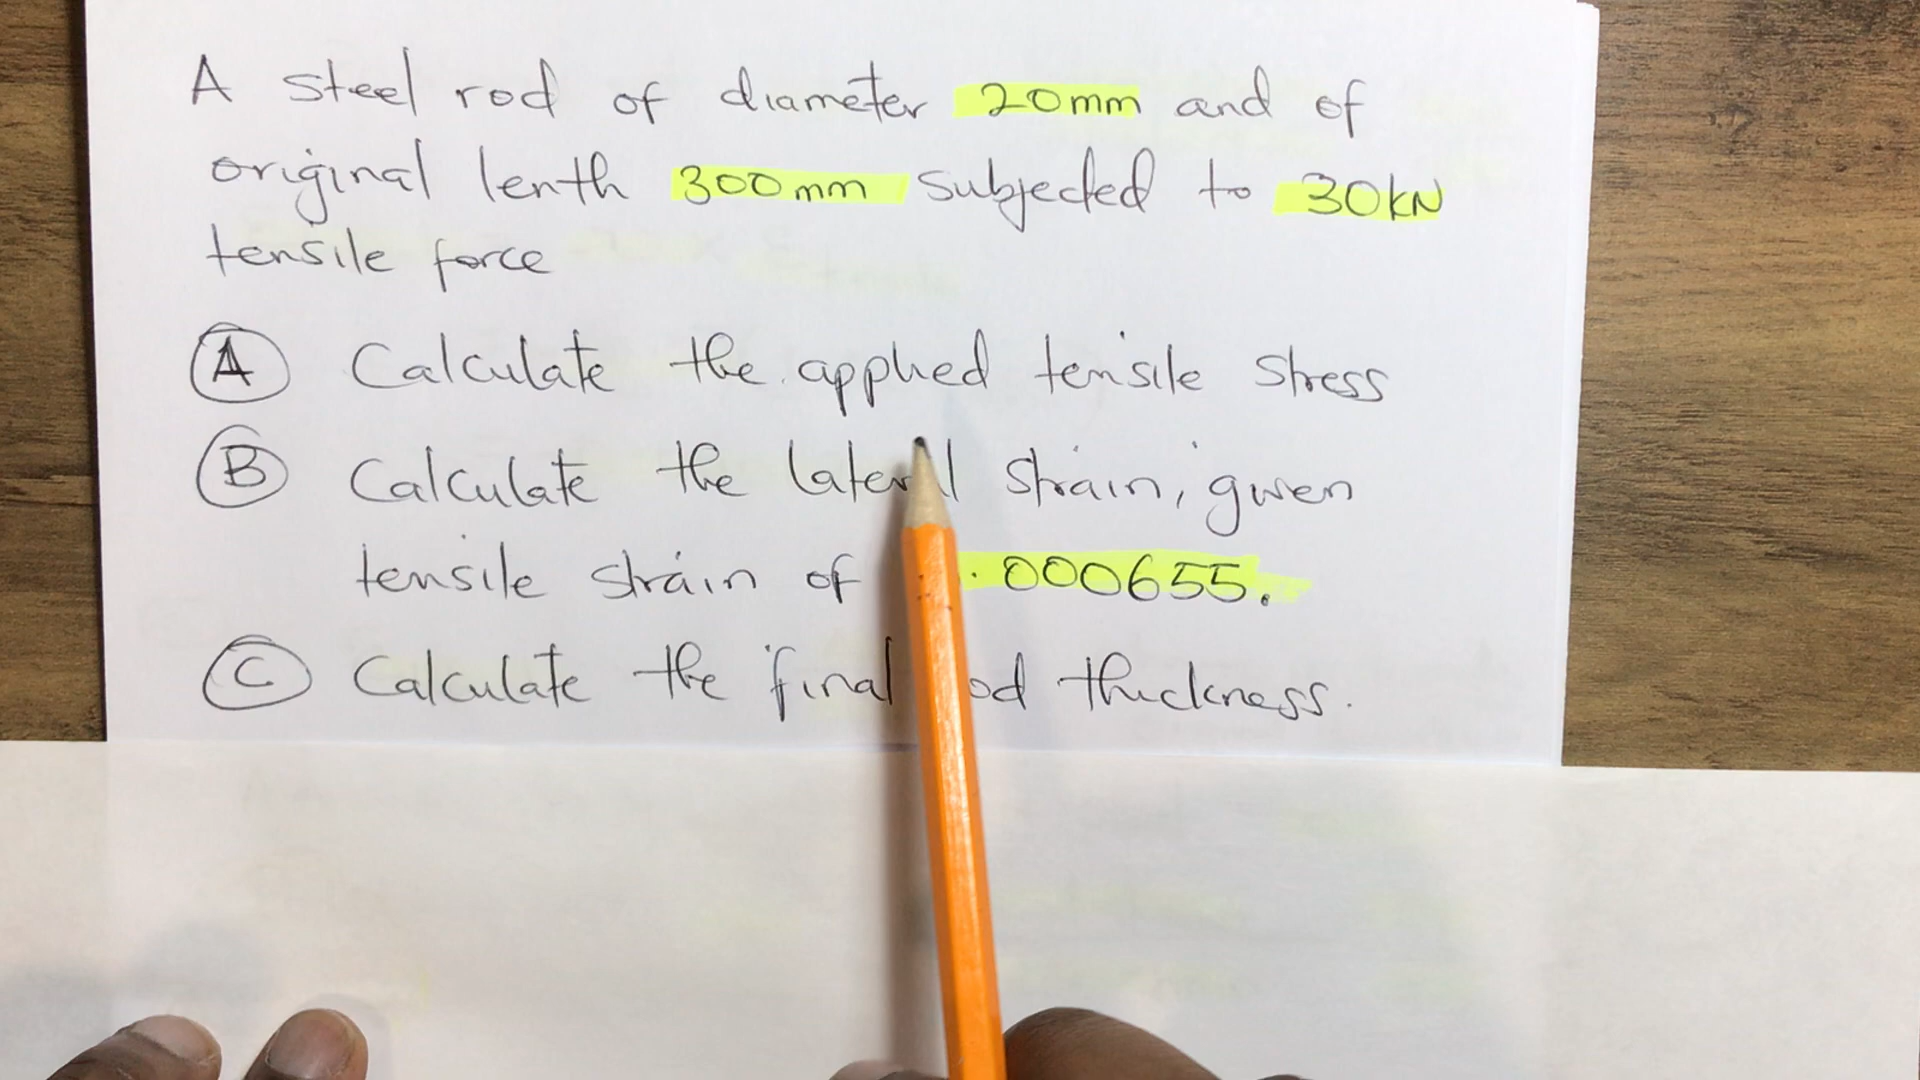 A steel rod of diameter 20mm and of
original lenth 300mm subjected to 30kN
tensile force
A Calculate the applied tensile stress
B Calculate the lateral strain, given
tensile strain of .000655.
C Calculate the final thickness.